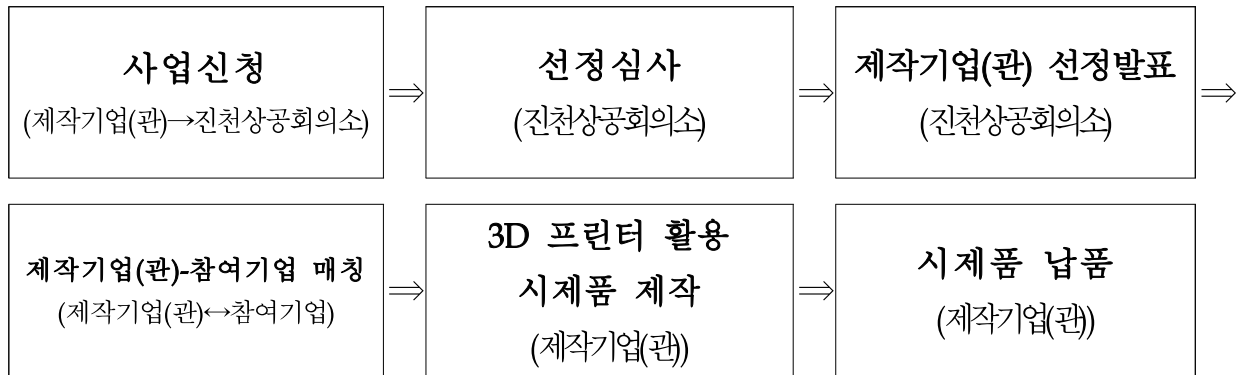 사업신청
(제작기업(관)→진천상공회의소)
⇒
선정심사
(진천상공회의소)
⇒
제작기업(관) 선정발표
(진천상공회의소)
⇒
제작기업(관)-참여기업 매칭
(제작기업(관)↔참여기업)
⇒
3D 프린터 활용
시제품 제작
(제작기업(관))
⇒
시제품 납품
(제작기업(관))